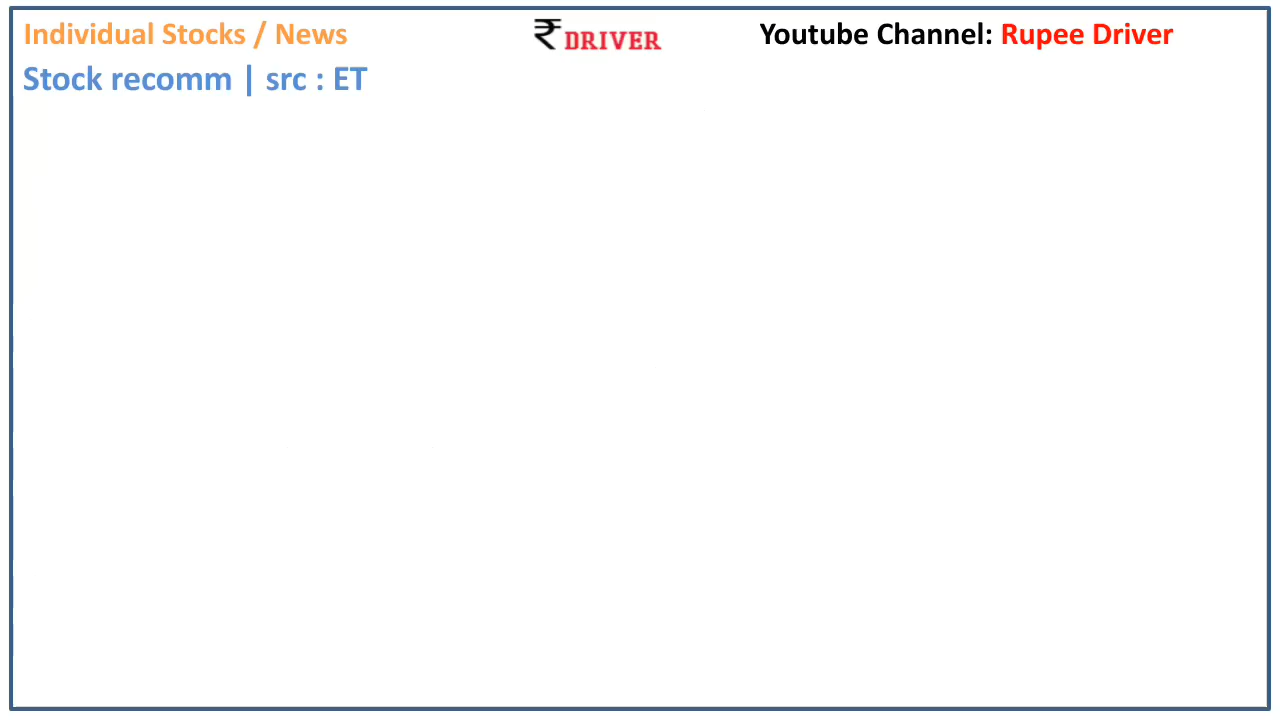 Individual Stocks / News
₹ DRIVER
Youtube Channel: Rupee Driver
Stock recomm | src : ET